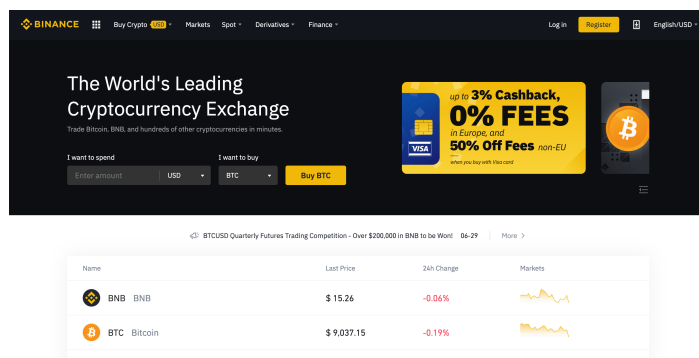 BINANCE Buy Crypto USD Markets Spot Derivatives Finance Log in Register English/USD
The World's Leading
Cryptocurrency Exchange
Trade Bitcoin, BNB, and hundreds of other cryptocurrencies in minutes.
I want to spend I want to buy
Enter amount USD BTC Buy BTC
up to 3% Cashback,
0% FEES
in Europe, and
50% Off Fees non-EU
when you buy with Visa card
VISA
BTCUSD Quarterly Futures Trading Competition - Over $200,000 in BNB to be Won! 06-29 More
Name Last Price 24h Change Markets
BNB BNB $ 15.26 -0.06%
BTC Bitcoin $ 9,037.15 -0.19%